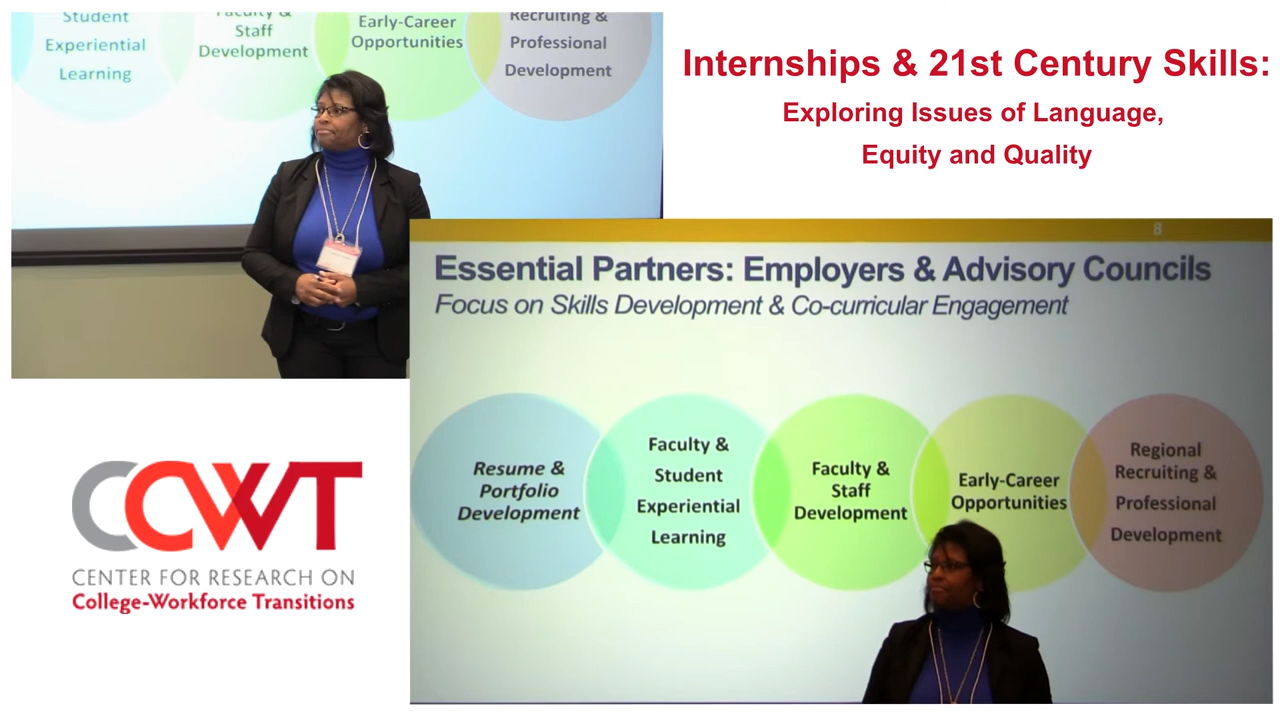 Student
Experiential
Learning
Faculty &
Staff
Development
Early-Career
Opportunities
Recruiting &
Professional
Development
Internships & 21st Century Skills:
Exploring Issues of Language,
Equity and Quality
8
Essential Partners: Employers & Advisory Councils
Focus on Skills Development & Co-curricular Engagement
Resume &
Portfolio
Development
Faculty &
Student
Experiential
Learning
Faculty &
Staff
Development
Early-Career
Opportunities
Regional
Recruiting &
Professional
Development
CCWT
CENTER FOR RESEARCH ON
College-Workforce Transitions